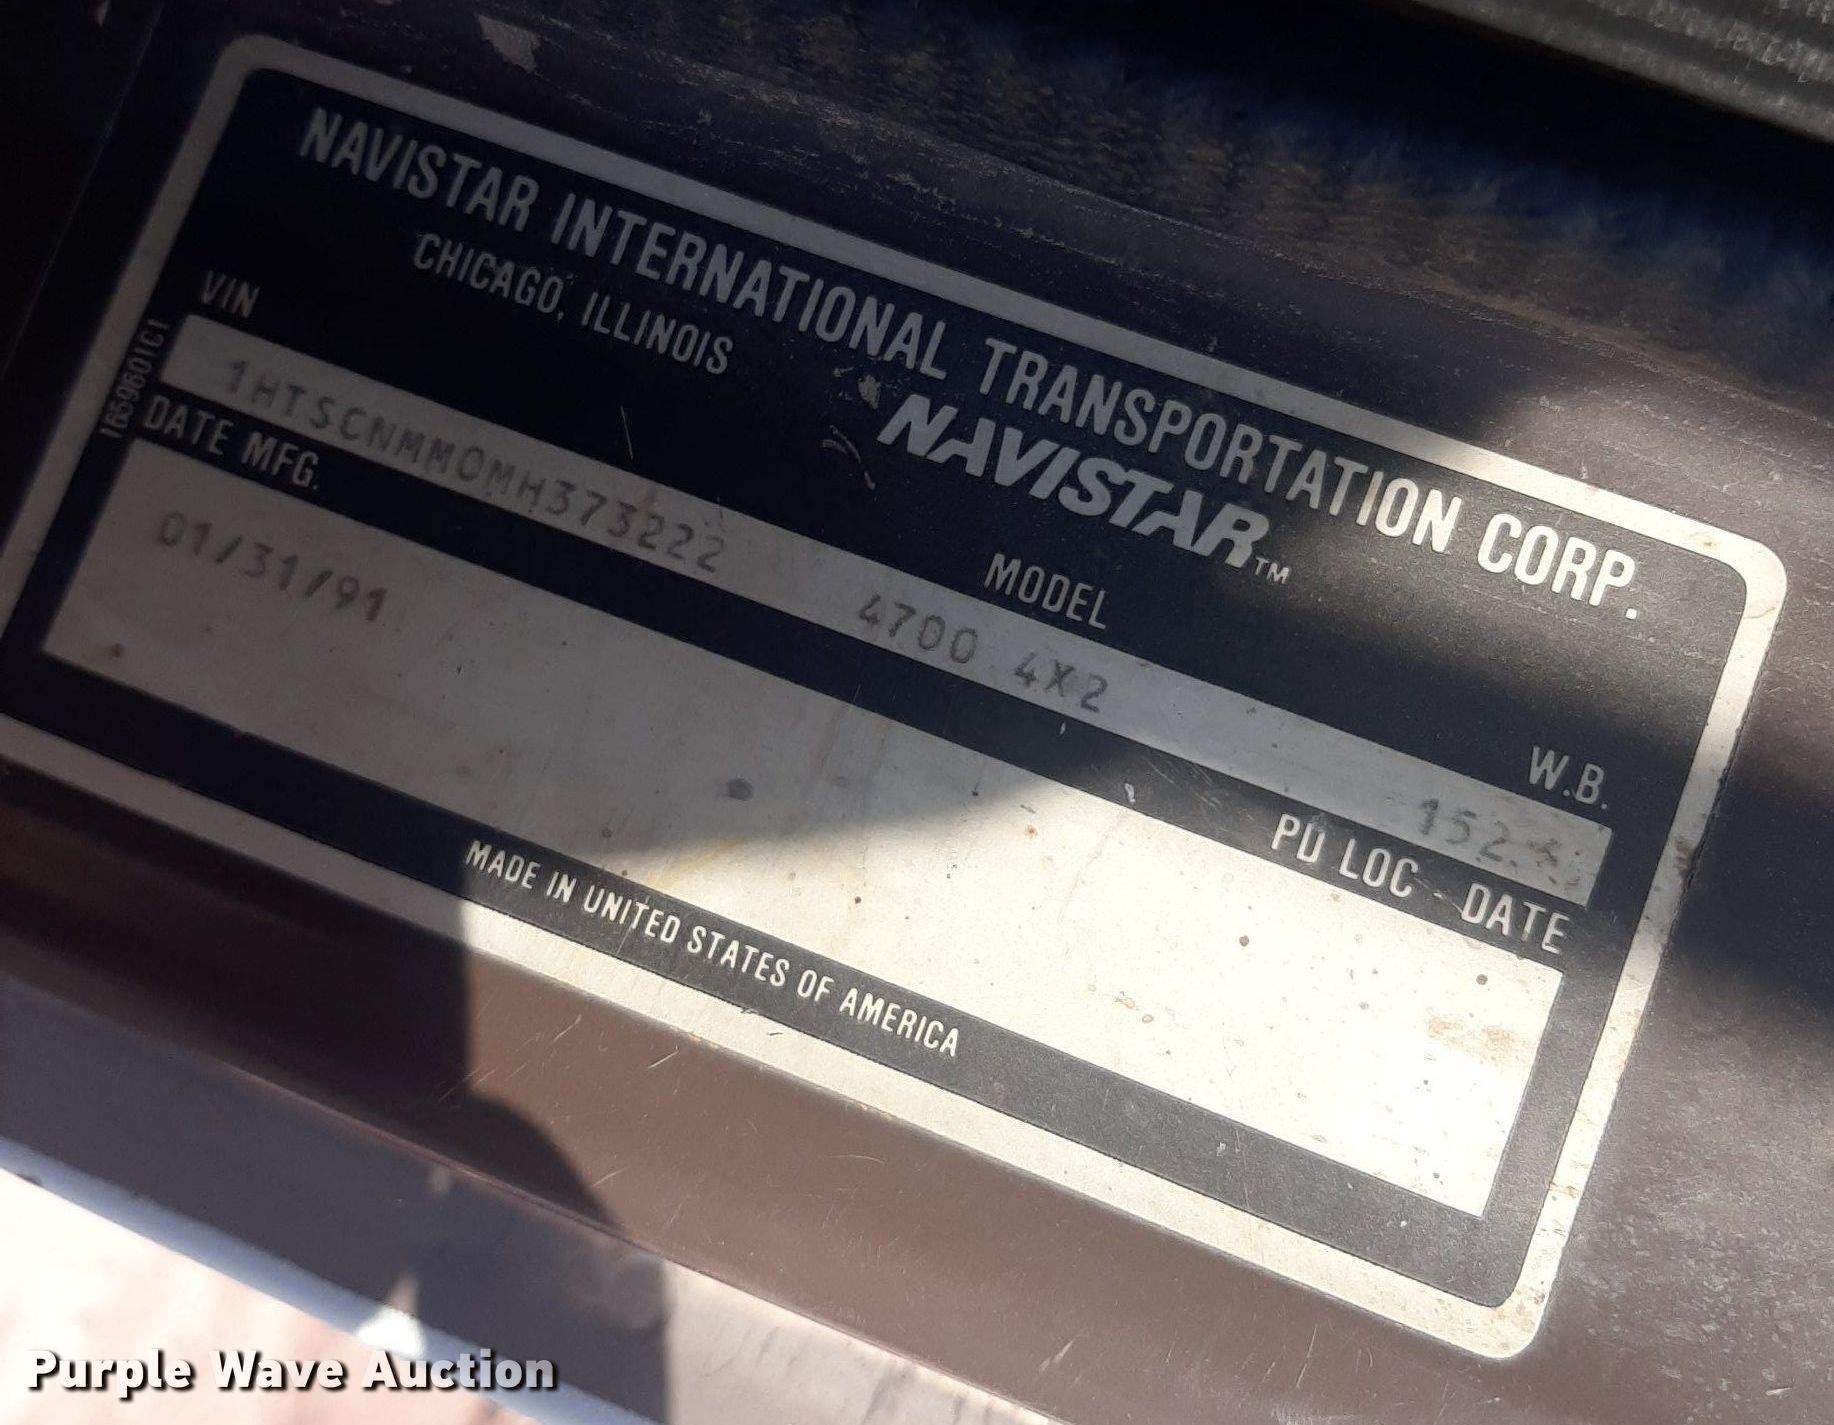 NAVISTAR INTERNATIONAL TRANSPORTATION CORP.
CHICAGO, ILLINOIS
NAVISTAR™
VIN
MODEL
W.B.
1HTSCNMM0MH373222
4700 4X2
1669601C1
DATE MFG.
PD LOC - DATE
01/31/91
MADE IN UNITED STATES OF AMERICA
Purple Wave Auction